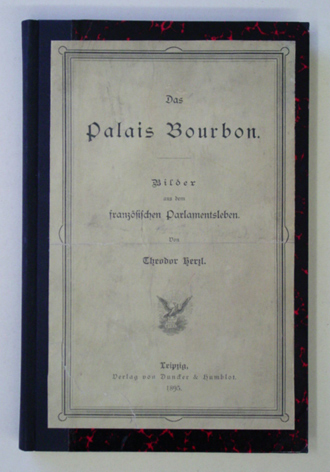 Das
Palais Bourbon.
Bilder
aus dem
französischen Parlamentsleben.
Von
Theodor Herzl.
Leipzig,
Verlag von Duncker & Humblot.
1895.